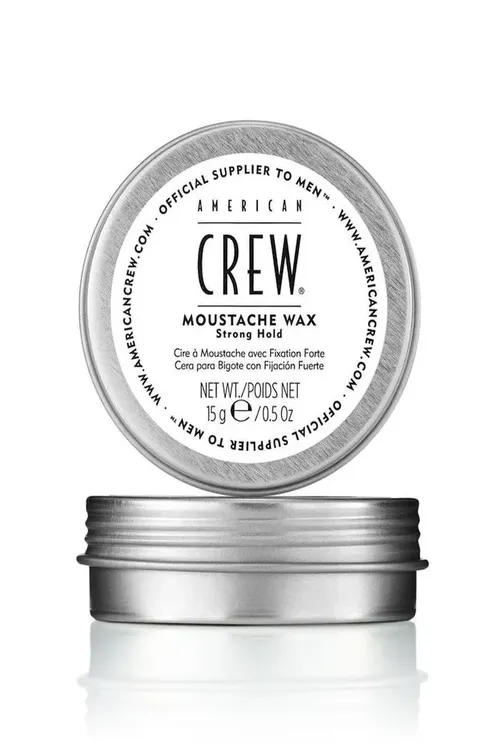 · OFFICIAL SUPPLIER TO MEN™ · WWW.AMERICANCREW.COM · OFFICIAL SUPPLIER TO MEN™ · WWW.AMERICANCREW.COM
AMERICAN
CREW®
MOUSTACHE WAX
Strong Hold
Cire à Moustache avec Fixation Forte
Cera para Bigote con Fijación Fuerte
NET WT./POIDS NET
15 g ℮ /0.5 Oz